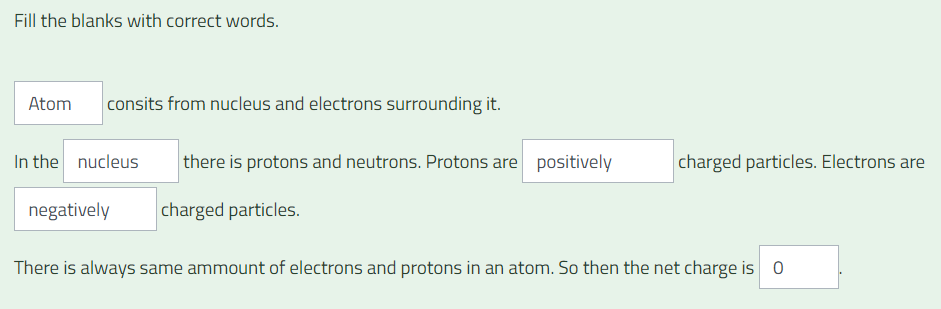 Fill the blanks with correct words.
Atom consits from nucleus and electrons surrounding it.
In the nucleus there is protons and neutrons. Protons are positively charged particles. Electrons are
negatively charged particles.
There is always same ammount of electrons and protons in an atom. So then the net charge is 0.